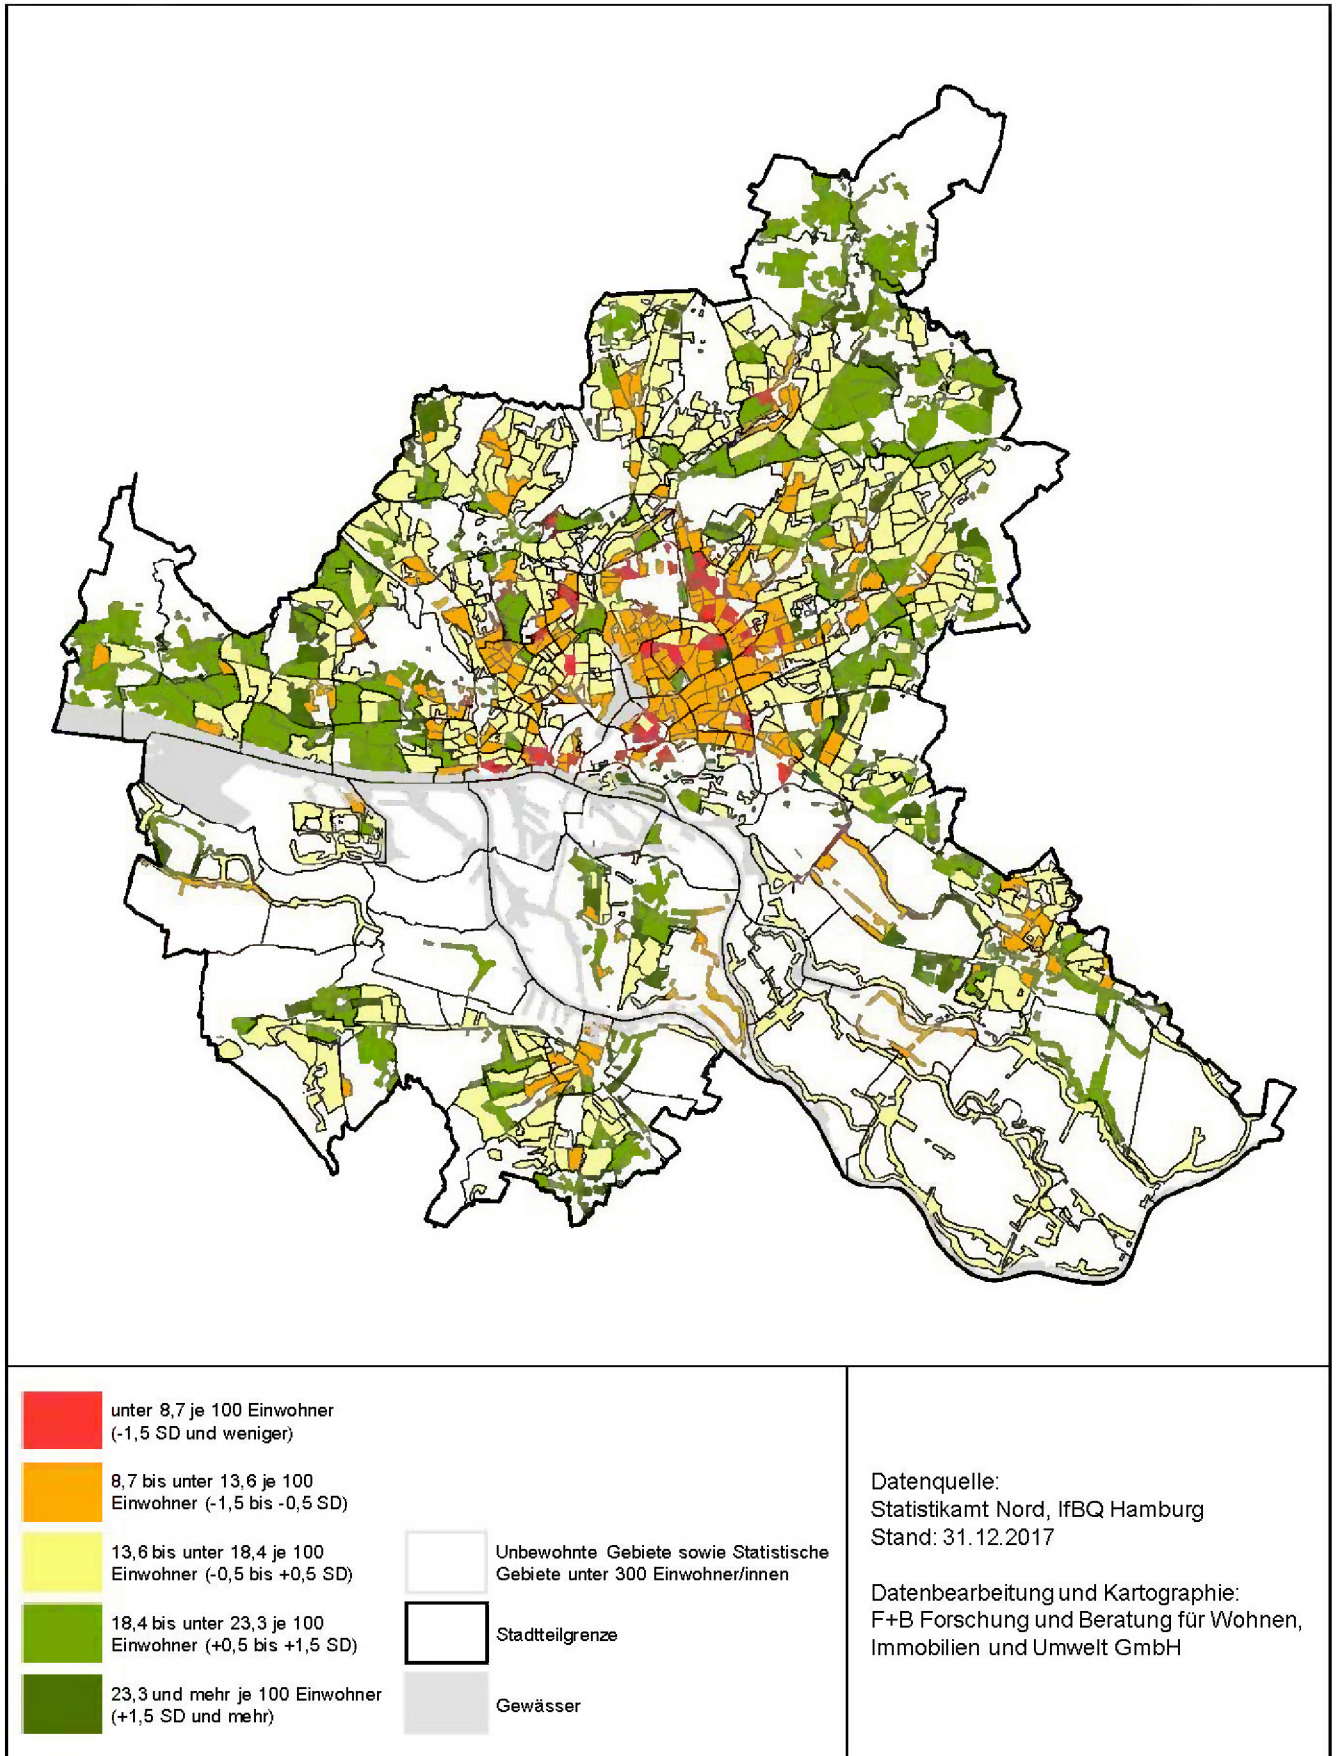 unter 8,7 je 100 Einwohner
(-1,5 SD und weniger)
8,7 bis unter 13,6 je 100
Einwohner (-1,5 bis -0,5 SD)
13,6 bis unter 18,4 je 100
Einwohner (-0,5 bis +0,5 SD)
18,4 bis unter 23,3 je 100
Einwohner (+0,5 bis +1,5 SD)
23,3 und mehr je 100 Einwohner
(+1,5 SD und mehr)
Unbewohnte Gebiete sowie Statistische
Gebiete unter 300 Einwohner/innen
Stadtteilgrenze
Gewässer
Datenquelle:
Statistikamt Nord, IfBQ Hamburg
Stand: 31.12.2017
Datenbearbeitung und Kartographie:
F+B Forschung und Beratung für Wohnen,
Immobilien und Umwelt GmbH